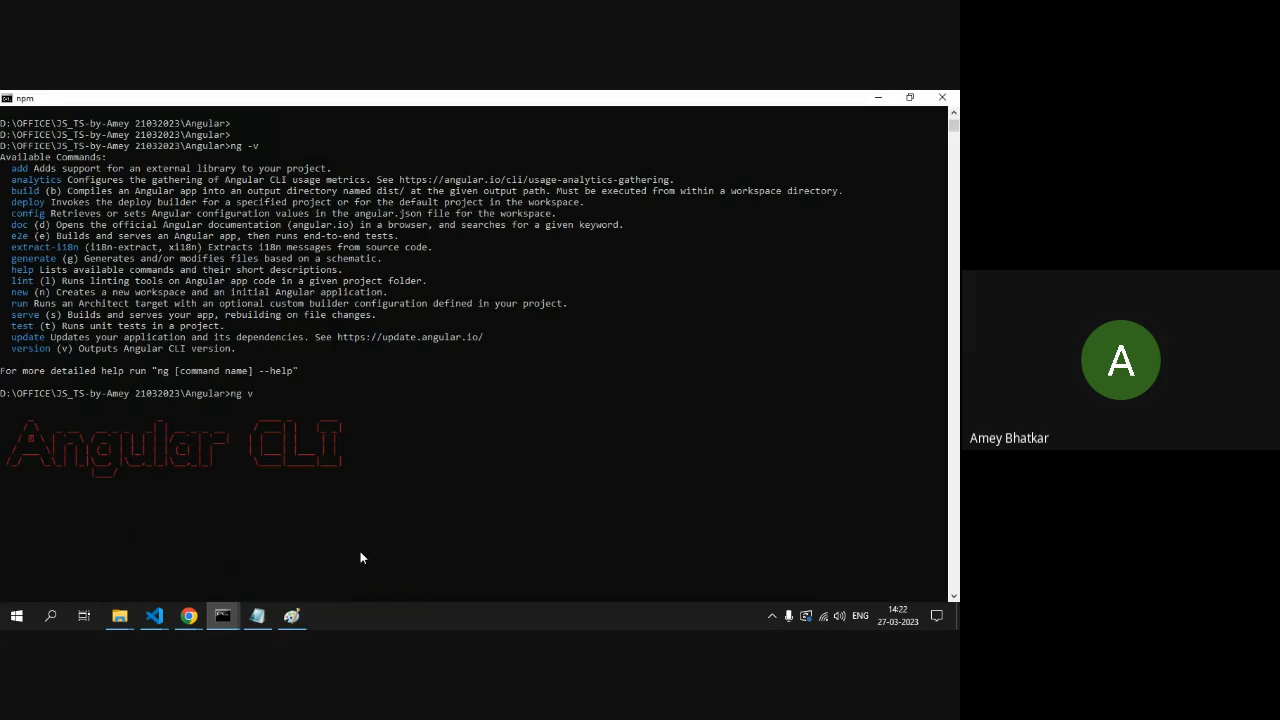 npm
D:\OFFICE\JS_TS-by-Amey 21032023\Angular>
D:\OFFICE\JS_TS-by-Amey 21032023\Angular>
D:\OFFICE\JS_TS-by-Amey 21032023\Angular>ng -v
Available Commands:
add Adds support for an external library to your project.
analytics Configures the gathering of Angular CLI usage metrics. See https://angular.io/cli/usage-analytics-gathering.
build (b) Compiles an Angular app into an output directory named dist/ at the given output path. Must be executed from within a workspace directory.
deploy Invokes the deploy builder for a specified project or for the default project in the workspace.
config Retrieves or sets Angular configuration values in the angular.json file for the workspace.
doc (d) Opens the official Angular documentation (angular.io) in a browser, and searches for a given keyword.
e2e (e) Builds and serves an Angular app, then runs end-to-end tests.
extract-i18n (i18n-extract, xi18n) Extracts i18n messages from source code.
generate (g) Generates and/or modifies files based on a schematic.
help Lists available commands and their short descriptions.
lint (l) Runs linting tools on Angular app code in a given project folder.
new (n) Creates a new workspace and an initial Angular application.
run Runs an Architect target with an optional custom builder configuration defined in your project.
serve (s) Builds and serves your app, rebuilding on file changes.
test (t) Runs unit tests in a project.
update Updates your application and its dependencies. See https://update.angular.io/
version (v) Outputs Angular CLI version.
For more detailed help run "ng [command name] --help"
D:\OFFICE\JS_TS-by-Amey 21032023\Angular>ng v
Angular CLI
A
Amey Bhatkar
ENG
14:22
27-03-2023